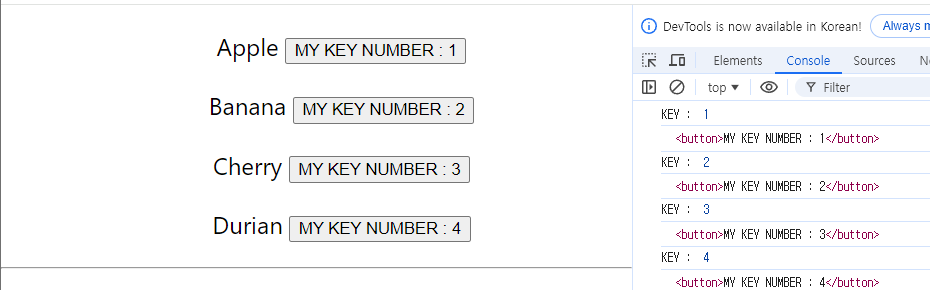 Apple MY KEY NUMBER : 1
Banana MY KEY NUMBER : 2
Cherry MY KEY NUMBER : 3
Durian MY KEY NUMBER : 4
DevTools is now available in Korean! Always m
Elements Console Sources Ne
top ▼ Filter
KEY : 1
<button>MY KEY NUMBER : 1</button>
KEY : 2
<button>MY KEY NUMBER : 2</button>
KEY : 3
<button>MY KEY NUMBER : 3</button>
KEY : 4
<button>MY KEY NUMBER : 4</button>